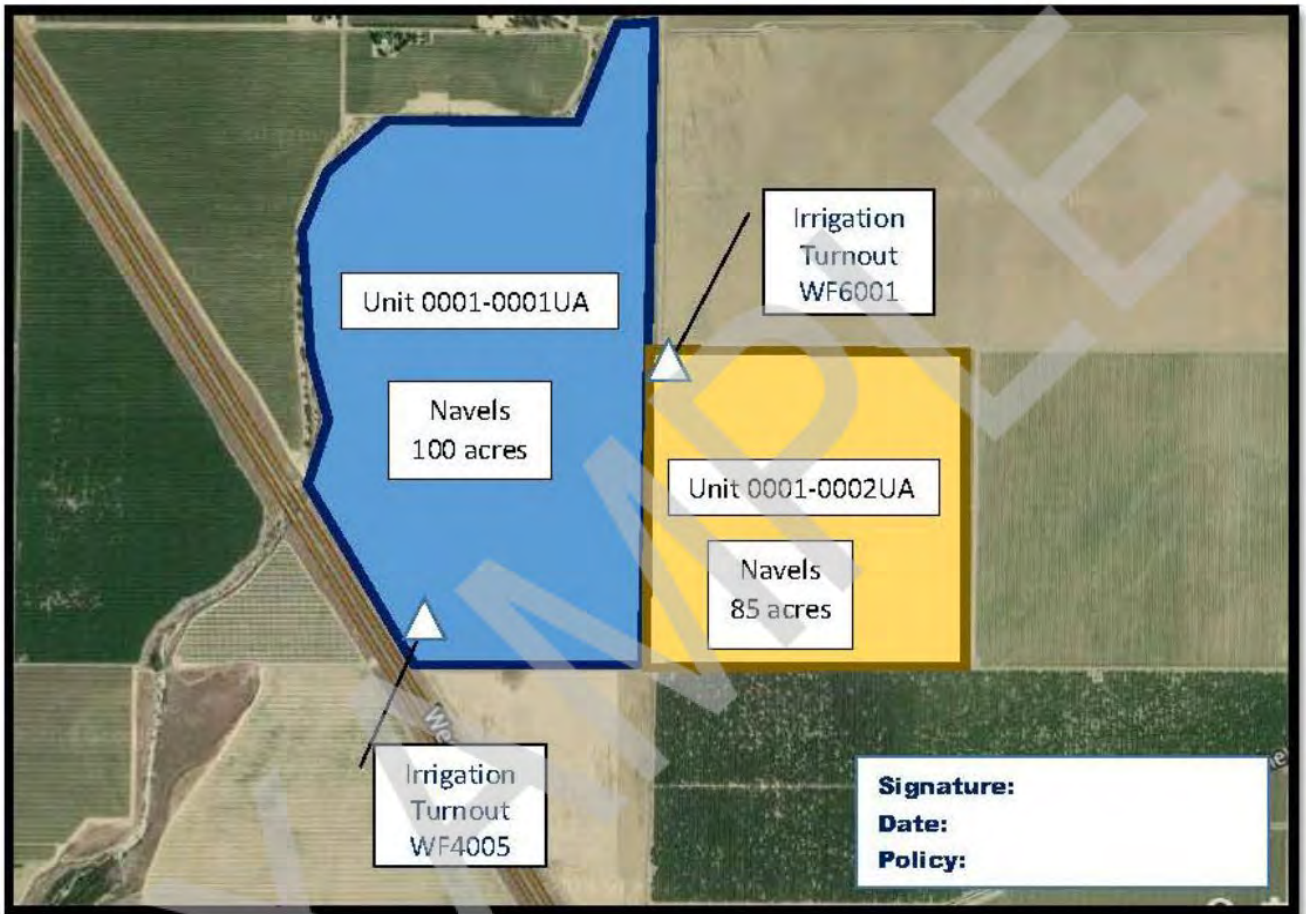 Irrigation
Turnout
WF6001
Unit 0001-0001UA
Navels
100 acres
Unit 0001-0002UA
Navels
85 acres
Irrigation
Turnout
WF4005
Signature:
Date:
Policy:
EXAMPLE